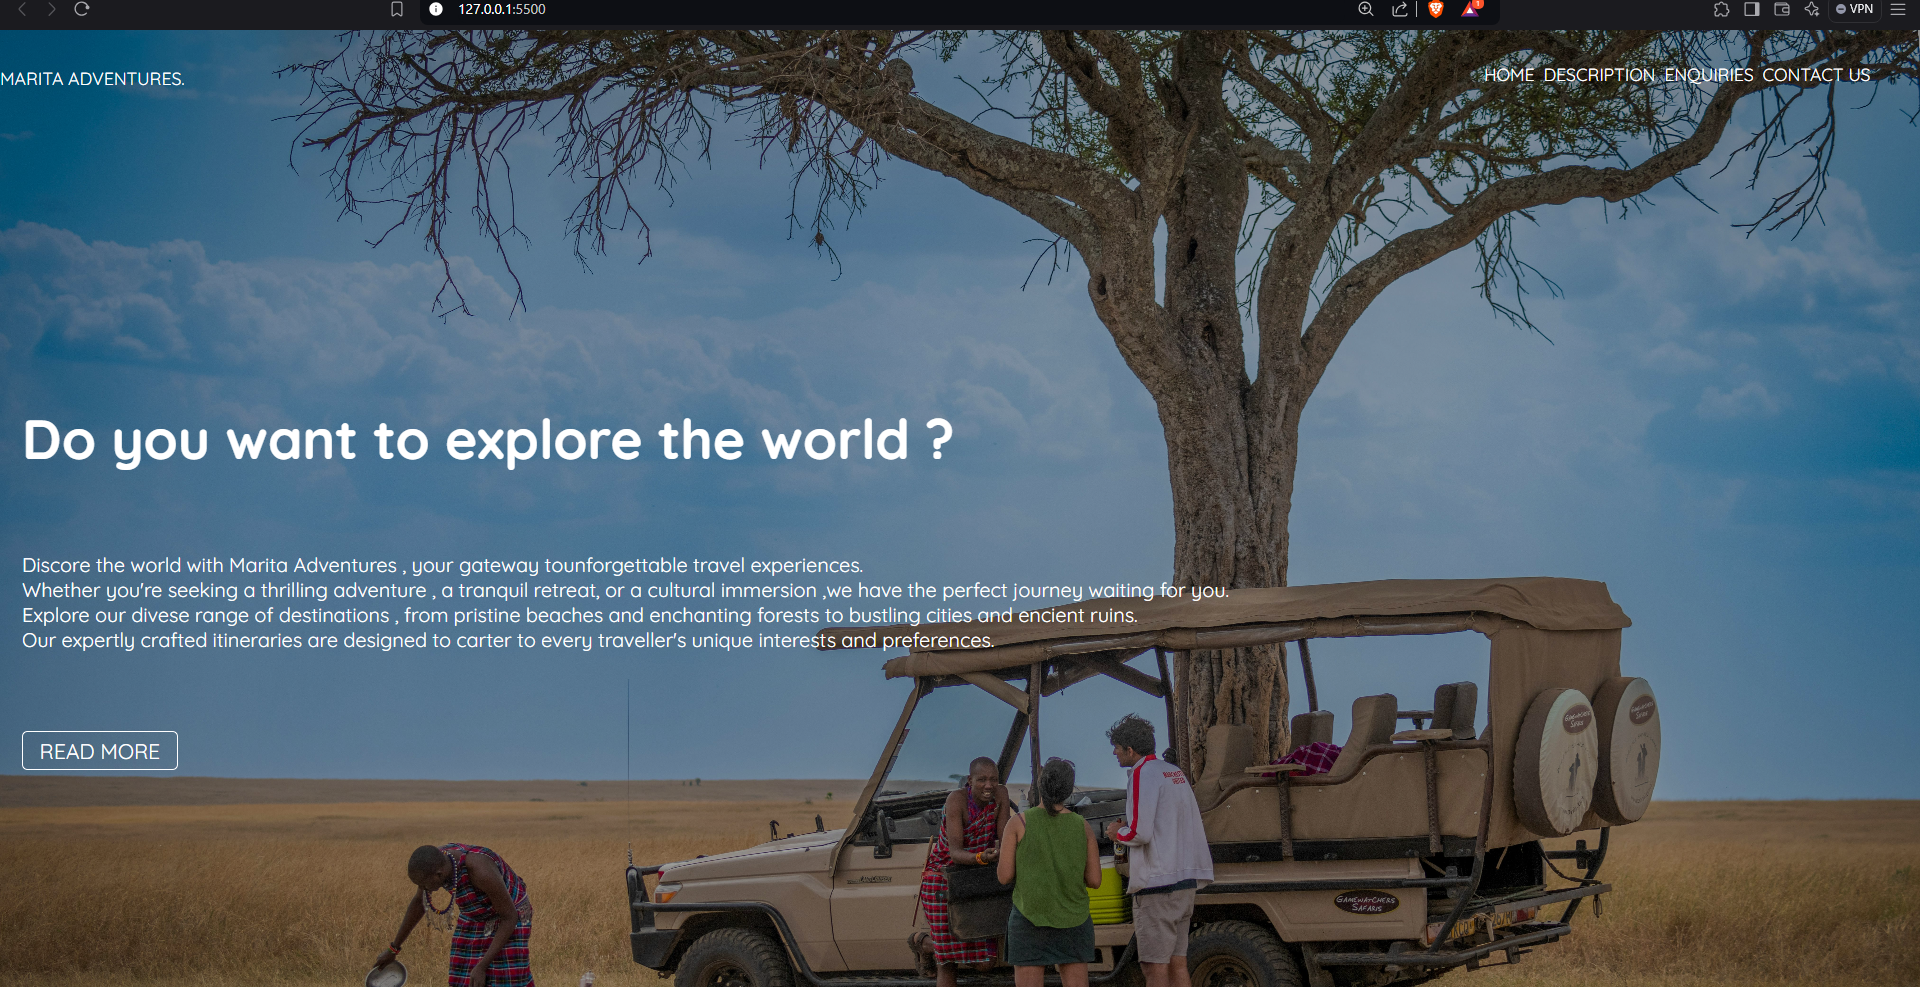 127.0.0.1:5500
VPN
MARITA ADVENTURES.
HOME DESCRIPTION ENQUIRIES CONTACT US
Do you want to explore the world ?
Discore the world with Marita Adventures , your gateway tounforgettable travel experiences.
Whether you're seeking a thrilling adventure , a tranquil retreat, or a cultural immersion ,we have the perfect journey waiting for you.
Explore our divese range of destinations , from pristine beaches and enchanting forests to bustling cities and encient ruins.
Our expertly crafted itineraries are designed to carter to every traveller's unique interests and preferences.
READ MORE
GAMEWATCHERS
SAFARIS